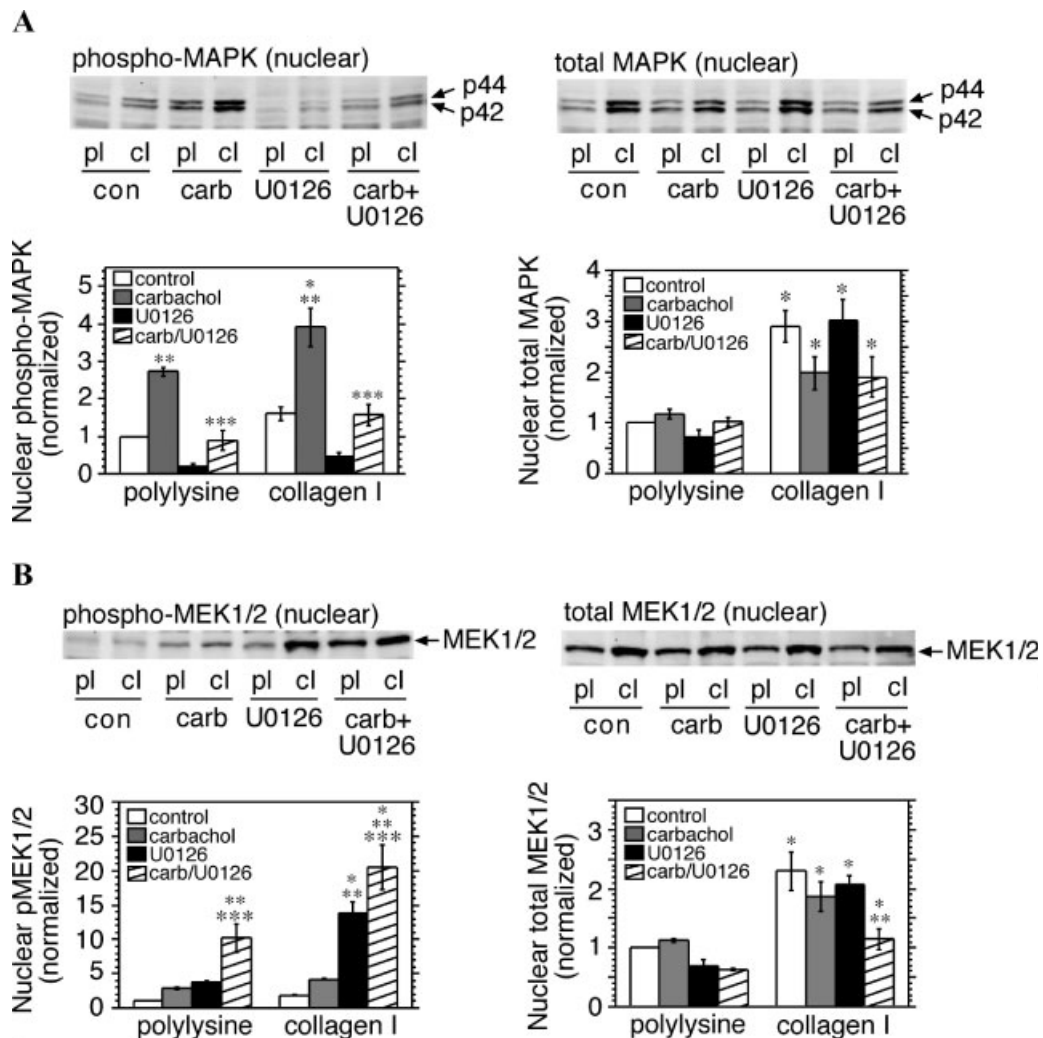 A
phospho-MAPK (nuclear)
p44
p42
pl cl pl cl pl cl pl cl
con carb U0126 carb+
U0126
total MAPK (nuclear)
p44
p42
pl cl pl cl pl cl pl cl
con carb U0126 carb+
U0126
Nuclear phospho-MAPK
(normalized)
5
4
3
2
1
0
control
carbachol
U0126
carb/U0126
**
***
*
**
***
polylysine collagen I
Nuclear total MAPK
(normalized)
4
3
2
1
0
control
carbachol
U0126
carb/U0126
*
*
*
*
polylysine collagen I
B
phospho-MEK1/2 (nuclear)
MEK1/2
pl cl pl cl pl cl pl cl
con carb U0126 carb+
U0126
total MEK1/2 (nuclear)
MEK1/2
pl cl pl cl pl cl pl cl
con carb U0126 carb+
U0126
Nuclear pMEK1/2
(normalized)
30
25
20
15
10
5
0
control
carbachol
U0126
carb/U0126
**
***
*
**
*
**
***
polylysine collagen I
Nuclear total MEK1/2
(normalized)
3
2
1
0
control
carbachol
U0126
carb/U0126
*
*
*
*
**
polylysine collagen I